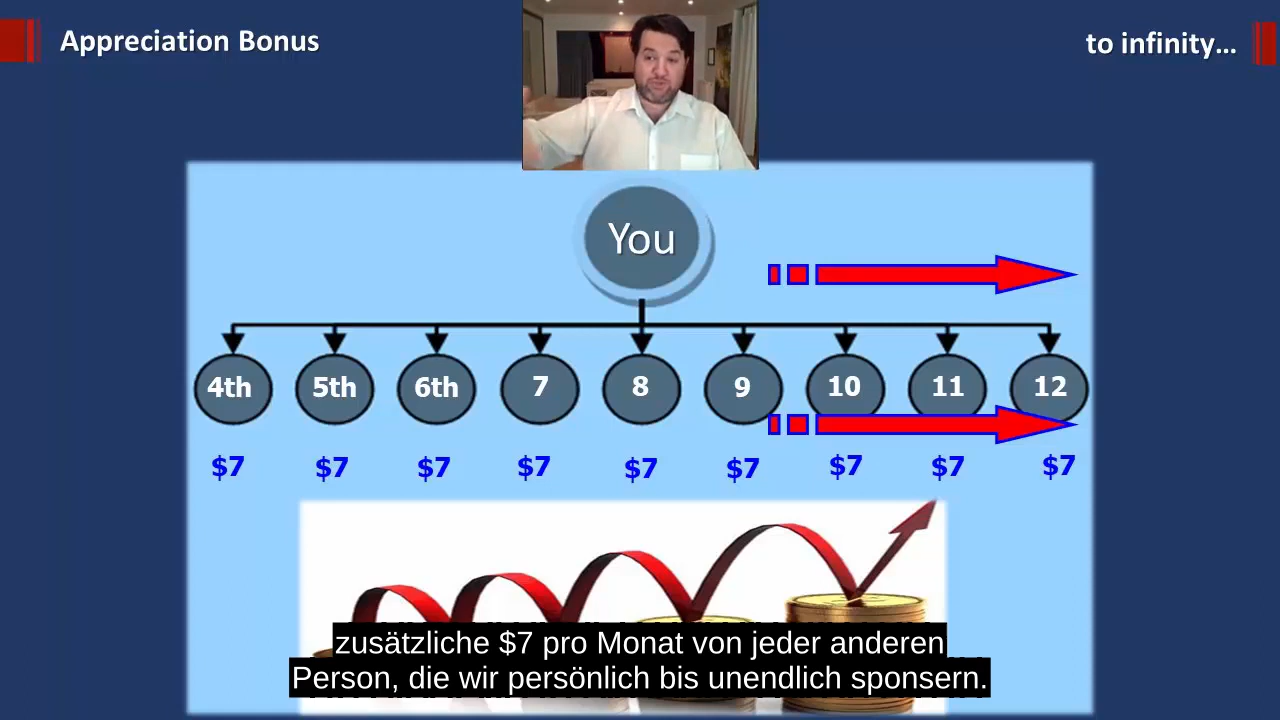 Appreciation Bonus
to infinity...
You
4th 5th 6th 7 8 9 10 11 12
$7 $7 $7 $7 $7 $7 $7 $7 $7
zusätzliche $7 pro Monat von jeder anderen
Person, die wir persönlich bis unendlich sponsern.